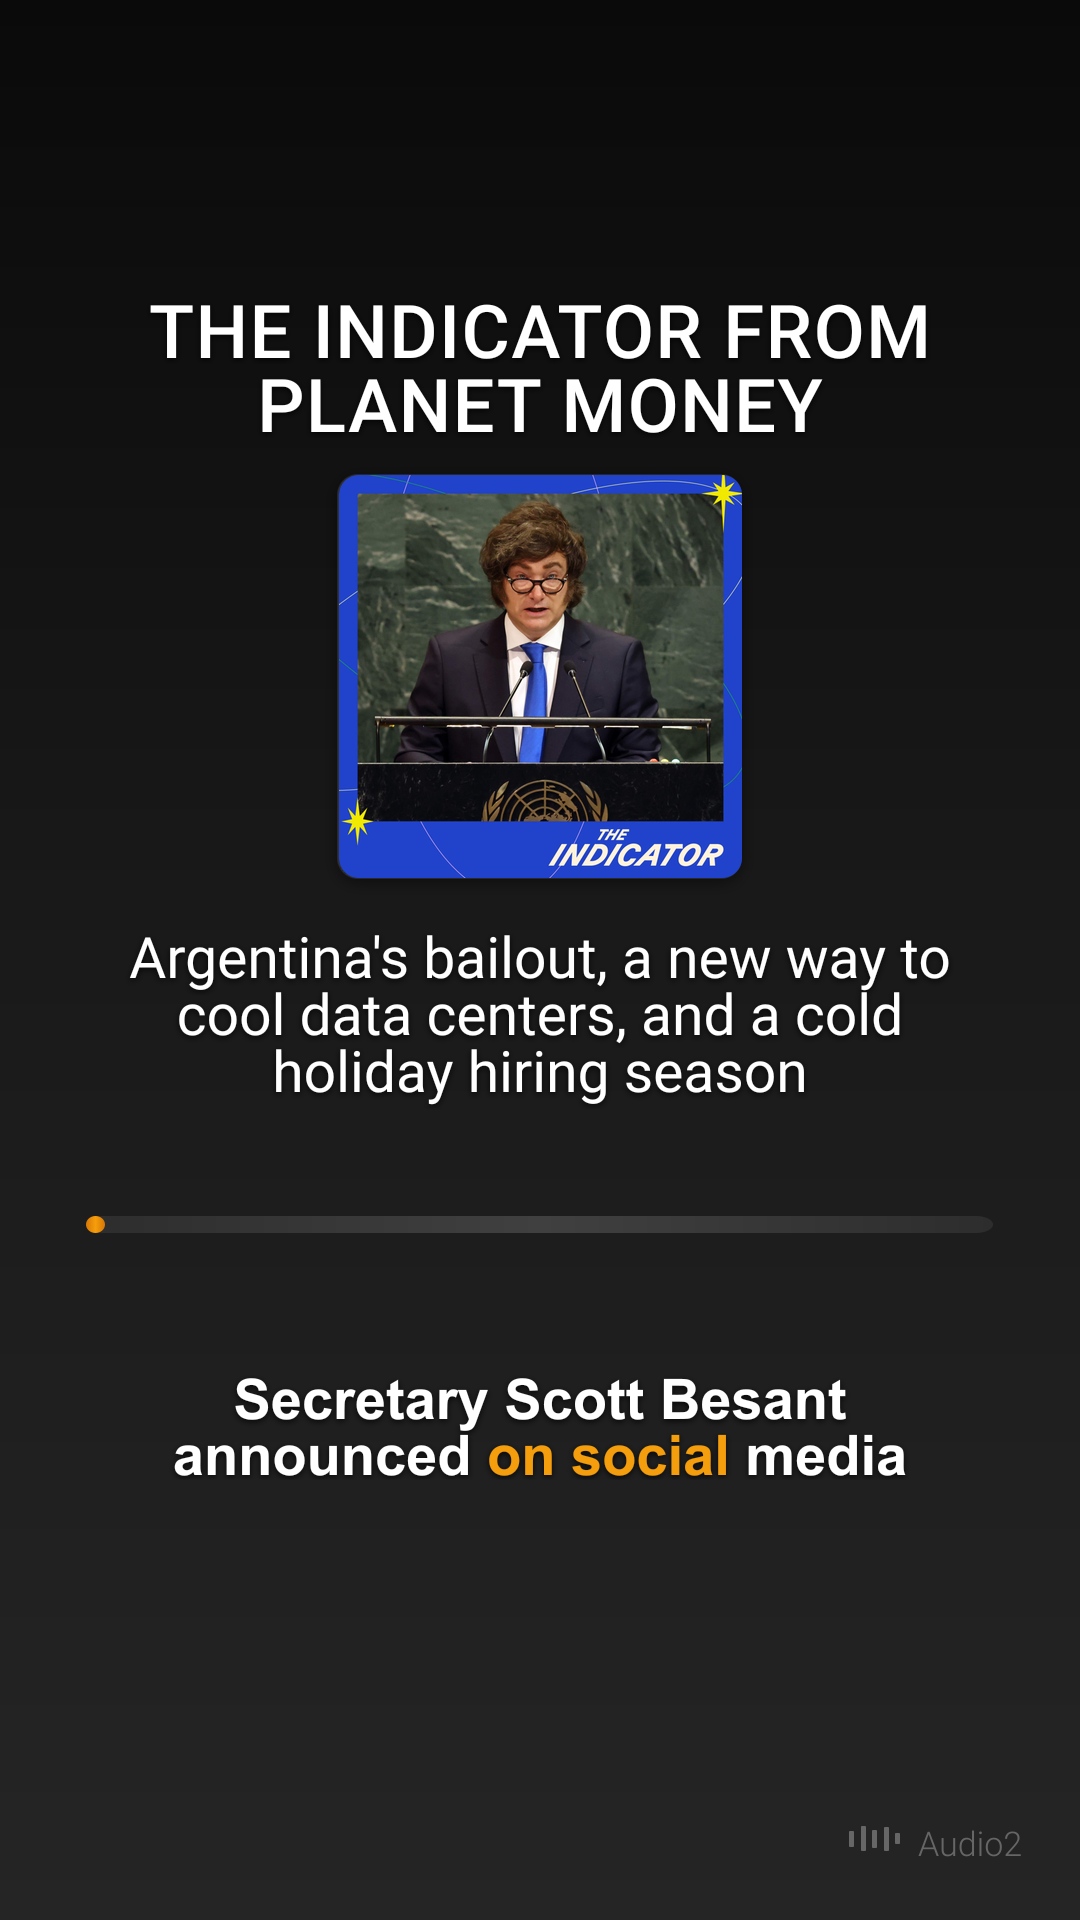 THE INDICATOR FROM
PLANET MONEY
THE
INDICATOR
Argentina's bailout, a new way to
cool data centers, and a cold
holiday hiring season
Secretary Scott Besant
announced on social media
Audio2